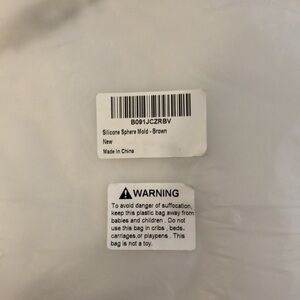 B091JCZRBV
Silicone Sphere Mold - Brown
New
Made In China
WARNING
To avoid danger of suffocation,
keep this plastic bag away from
babies and children . Do not
use this bag in cribs , beds,
carriages,or playpens . This
bag is not a toy.